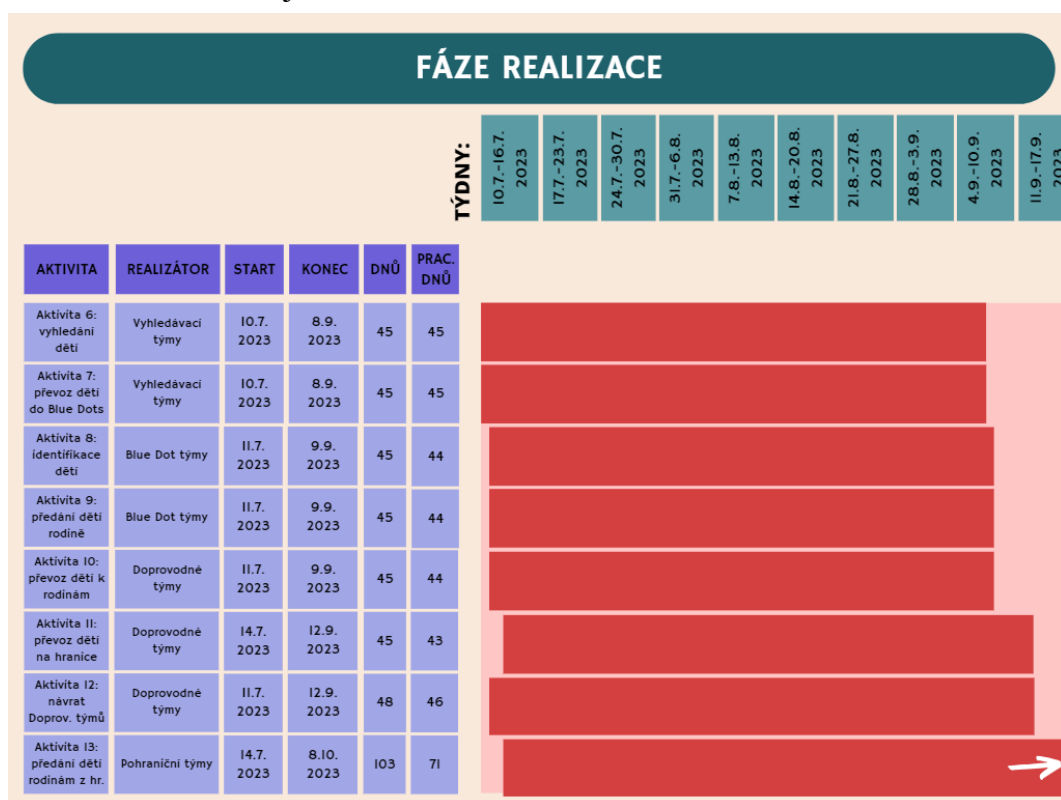 FÁZE REALIZACE
TÝDNY:
10.7.-16.7.
2023
17.7.-23.7.
2023
24.7.-30.7.
2023
31.7.-6.8.
2023
7.8.-13.8.
2023
14.8.-20.8.
2023
21.8.-27.8.
2023
28.8.-3.9.
2023
4.9.-10.9.
2023
11.9.-17.9.
2023
AKTIVITA REALIZÁTOR START KONEC DNŮ PRAC.
DNŮ
Aktivita 6:
vyhledání
dětí
Vyhledávací
týmy
10.7.
2023
8.9.
2023
45
45
Aktivita 7:
převoz dětí
do Blue Dots
Vyhledávací
týmy
10.7.
2023
8.9.
2023
45
45
Aktivita 8:
identifikace
dětí
Blue Dot týmy
11.7.
2023
9.9.
2023
45
44
Aktivita 9:
předání dětí
rodině
Blue Dot týmy
11.7.
2023
9.9.
2023
45
44
Aktivita 10:
převoz dětí k
rodinám
Doprovodné
týmy
11.7.
2023
9.9.
2023
45
44
Aktivita 11:
převoz dětí
na hranice
Doprovodné
týmy
14.7.
2023
12.9.
2023
45
43
Aktivita 12:
návrat
Doprov. týmů
Doprovodné
týmy
11.7.
2023
12.9.
2023
48
46
Aktivita 13:
předání dětí
rodinám z hr.
Pohraniční týmy
14.7.
2023
8.10.
2023
103
71